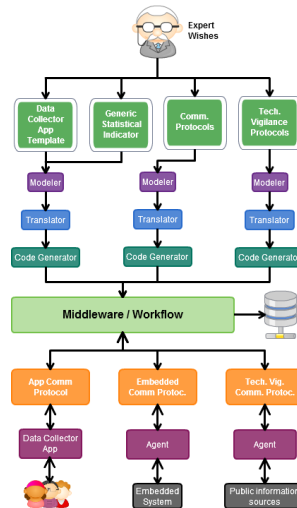 Expert
Wishes
Data
Collector
App
Template
Generic
Statistical
Indicator
Comm.
Protocols
Tech.
Vigilance
Protocols
Modeler
Modeler
Modeler
Translator
Translator
Translator
Code Generator
Code Generator
Code Generator
Middleware / Workflow
App Comm
Protocol
Embedded
Comm Protoc.
Tech. Vig.
Comm. Protoc.
Data Collector
App
Agent
Agent
Embedded
System
Public information
sources